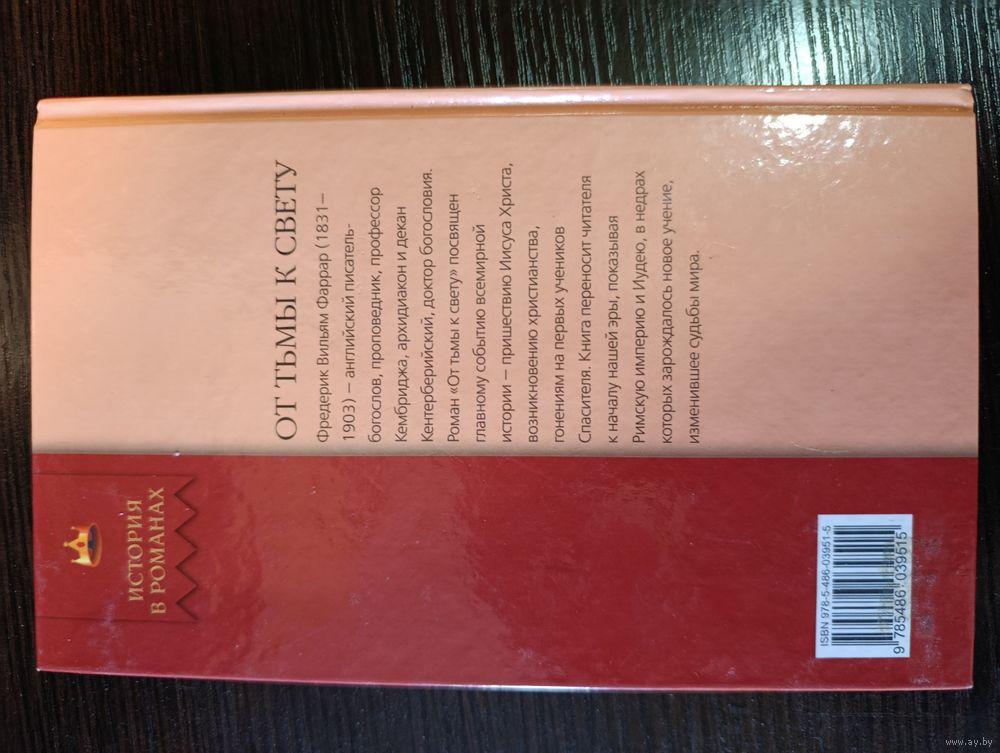 ИСТОРИЯ
В РОМАНАХ
ОТ ТЬМЫ К СВЕТУ
Фредерик Вильям Фаррар (1831–
1903) – английский писатель-
богослов, проповедник, профессор
Кембриджа, архидиакон и декан
Кентерберийский, доктор богословия.
Роман «От тьмы к свету» посвящен
главному событию всемирной
истории – пришествию Иисуса Христа,
возникновению христианства,
гонениям на первых учеников
Спасителя. Книга переносит читателя
к началу нашей эры, показывая
Римскую империю и Иудею, в недрах
которых зарождалось новое учение,
изменившее судьбы мира.
ISBN 978-5-486-03951-5
9 785486 039515
www.ay.by